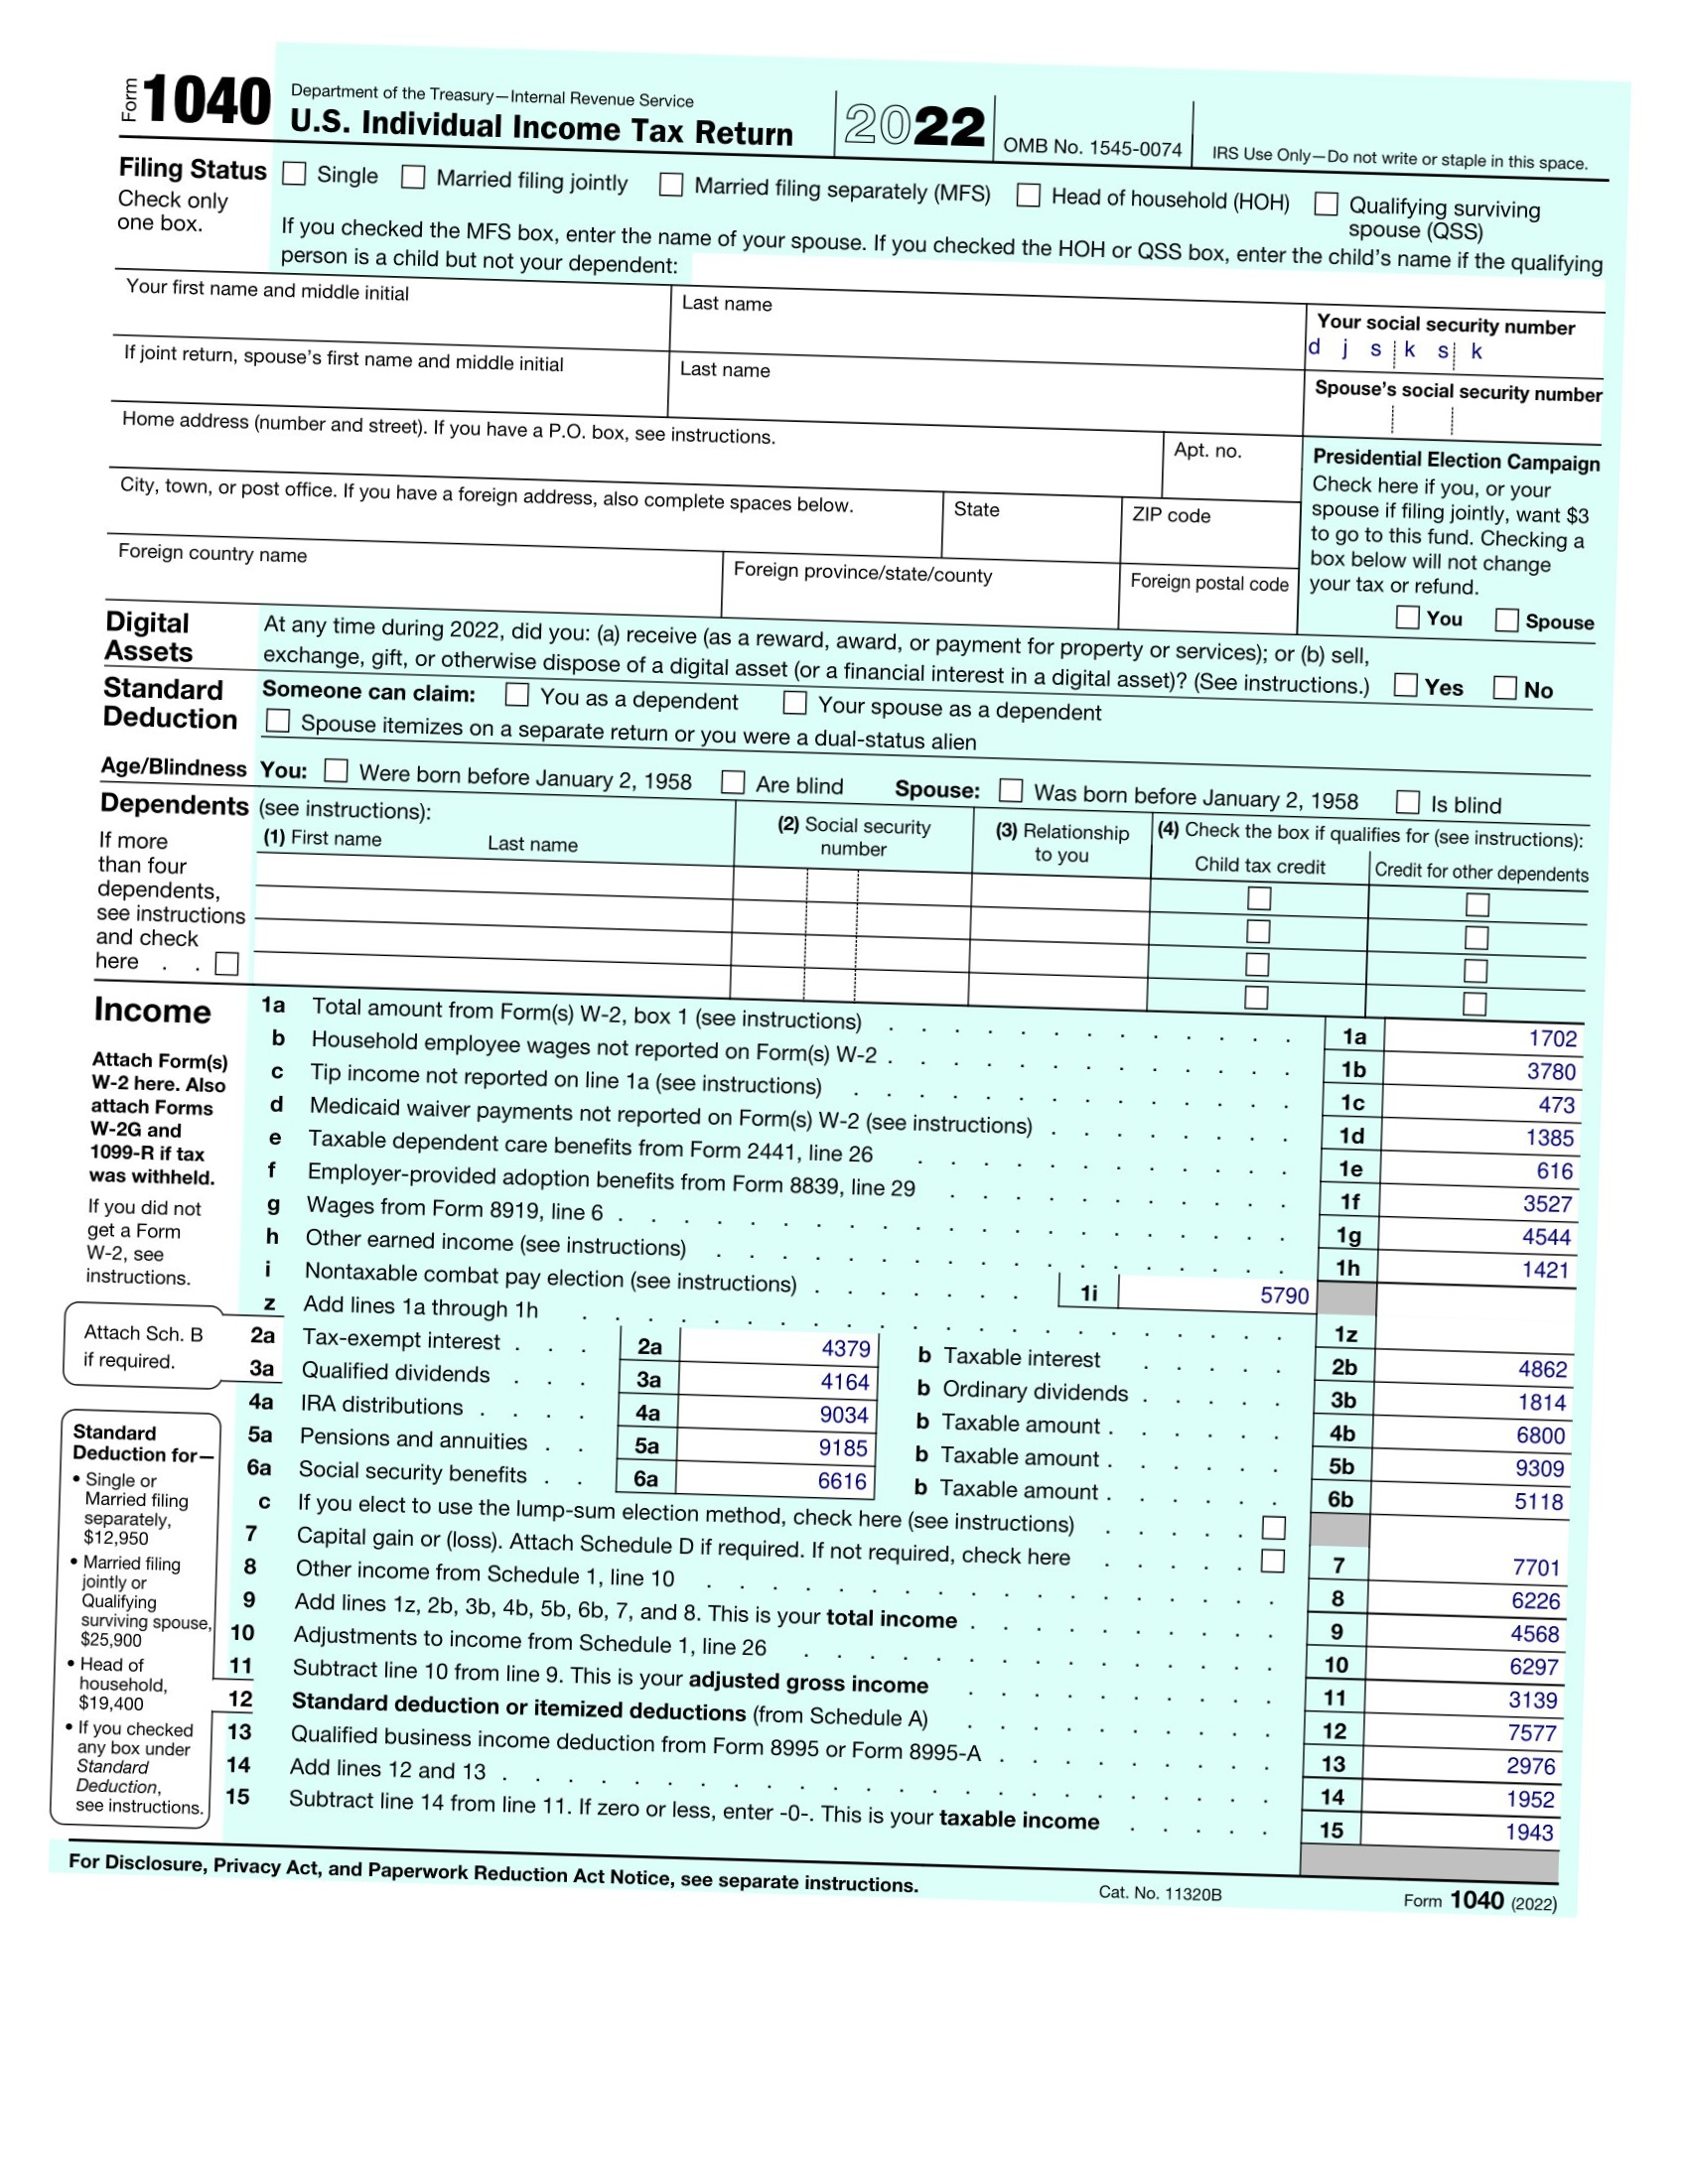 Form 1040 Department of the Treasury—Internal Revenue Service
U.S. Individual Income Tax Return 2022 OMB No. 1545-0074 IRS Use Only—Do not write or staple in this space.
Filing Status Single Married filing jointly Married filing separately (MFS) Head of household (HOH) Qualifying surviving spouse (QSS)
Check only
one box.
If you checked the MFS box, enter the name of your spouse. If you checked the HOH or QSS box, enter the child's name if the qualifying
person is a child but not your dependent:
Your first name and middle initial Last name Your social security number
d j s k s k
If joint return, spouse's first name and middle initial Last name Spouse's social security number
Home address (number and street). If you have a P.O. box, see instructions. Apt. no.
City, town, or post office. If you have a foreign address, also complete spaces below. State ZIP code
Foreign country name Foreign province/state/county Foreign postal code
Presidential Election Campaign
Check here if you, or your
spouse if filing jointly, want $3
to go to this fund. Checking a
box below will not change
your tax or refund.
You Spouse
Digital
Assets
At any time during 2022, did you: (a) receive (as a reward, award, or payment for property or services); or (b) sell,
exchange, gift, or otherwise dispose of a digital asset (or a financial interest in a digital asset)? (See instructions.) Yes No
Standard
Deduction
Someone can claim: You as a dependent Your spouse as a dependent
Spouse itemizes on a separate return or you were a dual-status alien
Age/Blindness You: Were born before January 2, 1958 Are blind Spouse: Was born before January 2, 1958 Is blind
Dependents (see instructions):
(1) First name Last name (2) Social security number (3) Relationship to you (4) Check the box if qualifies for (see instructions):
Child tax credit Credit for other dependents
If more
than four
dependents,
see instructions
and check
here . .
Income
Attach Form(s)
W-2 here. Also
attach Forms
W-2G and
1099-R if tax
was withheld.
If you did not
get a Form
W-2, see
instructions.
1a Total amount from Form(s) W-2, box 1 (see instructions) 1a 1702
b Household employee wages not reported on Form(s) W-2 1b 3780
c Tip income not reported on line 1a (see instructions) 1c 473
d Medicaid waiver payments not reported on Form(s) W-2 (see instructions) 1d 1385
e Taxable dependent care benefits from Form 2441, line 26 1e 616
f Employer-provided adoption benefits from Form 8839, line 29 1f 3527
g Wages from Form 8919, line 6 1g 4544
h Other earned income (see instructions) 1h 1421
i Nontaxable combat pay election (see instructions) 1i 5790
z Add lines 1a through 1h 1z
Attach Sch. B
if required.
2a Tax-exempt interest 2a 4379 b Taxable interest 2b 4862
3a Qualified dividends 3a 4164 b Ordinary dividends 3b 1814
4a IRA distributions 4a 9034 b Taxable amount 4b 6800
5a Pensions and annuities 5a 9185 b Taxable amount 5b 9309
6a Social security benefits 6a 6616 b Taxable amount 6b 5118
c If you elect to use the lump-sum election method, check here (see instructions)
7 Capital gain or (loss). Attach Schedule D if required. If not required, check here 7 7701
8 Other income from Schedule 1, line 10 8 6226
9 Add lines 1z, 2b, 3b, 4b, 5b, 6b, 7, and 8. This is your total income 9 4568
10 Adjustments to income from Schedule 1, line 26 10 6297
11 Subtract line 10 from line 9. This is your adjusted gross income 11 3139
12 Standard deduction or itemized deductions (from Schedule A) 12 7577
13 Qualified business income deduction from Form 8995 or Form 8995-A 13 2976
14 Add lines 12 and 13 14 1952
15 Subtract line 14 from line 11. If zero or less, enter -0-. This is your taxable income 15 1943
Standard
Deduction for—
• Single or
Married filing
separately,
$12,950
• Married filing
jointly or
Qualifying
surviving spouse,
$25,900
• Head of
household,
$19,400
• If you checked
any box under
Standard
Deduction,
see instructions.
For Disclosure, Privacy Act, and Paperwork Reduction Act Notice, see separate instructions. Cat. No. 11320B Form 1040 (2022)